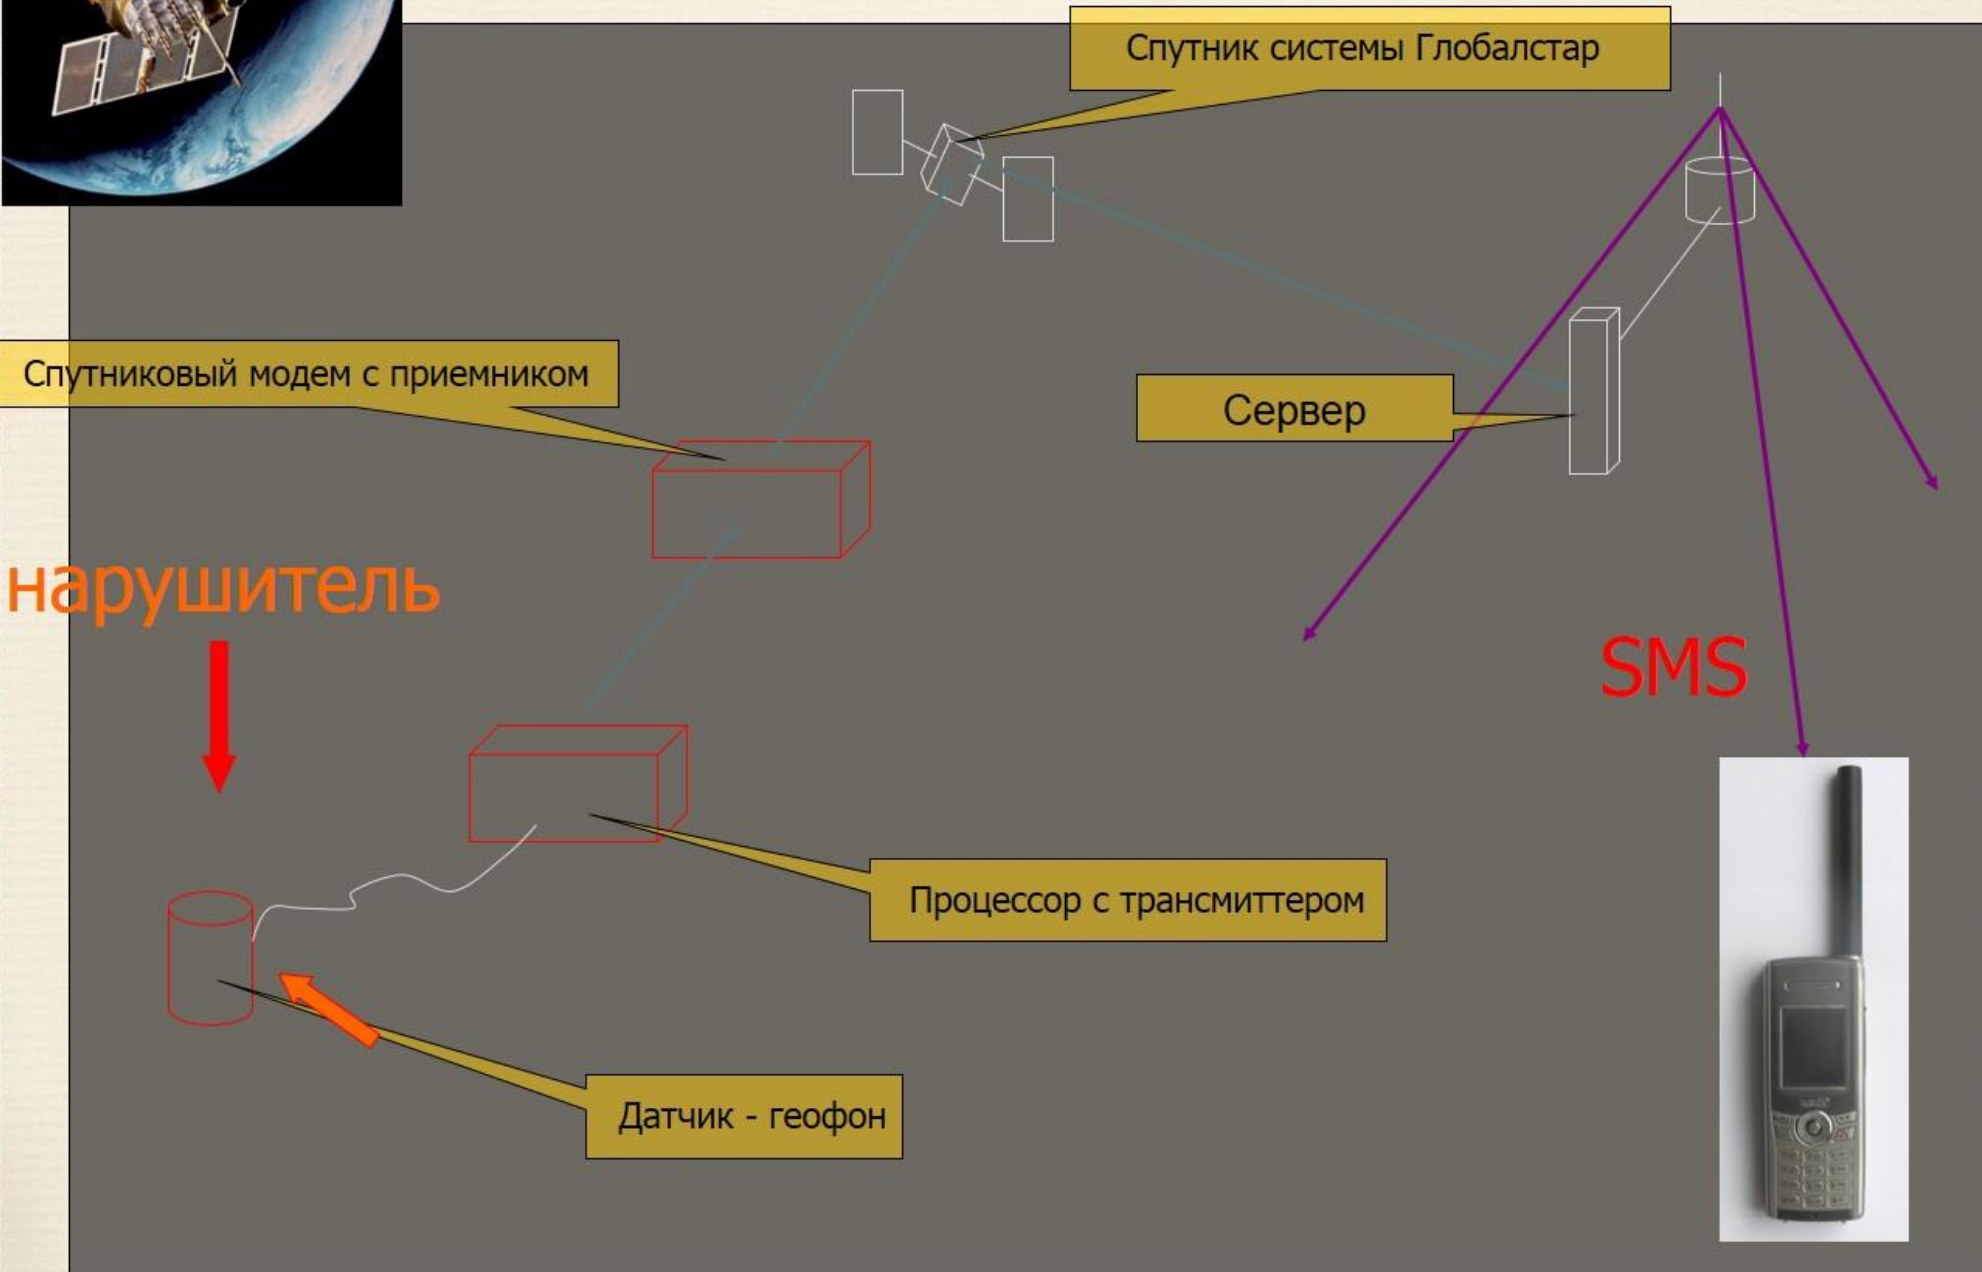 Спутник системы Глобалстар
Спутниковый модем с приемником
Сервер
нарушитель
SMS
Процессор с трансмиттером
Датчик - геофон